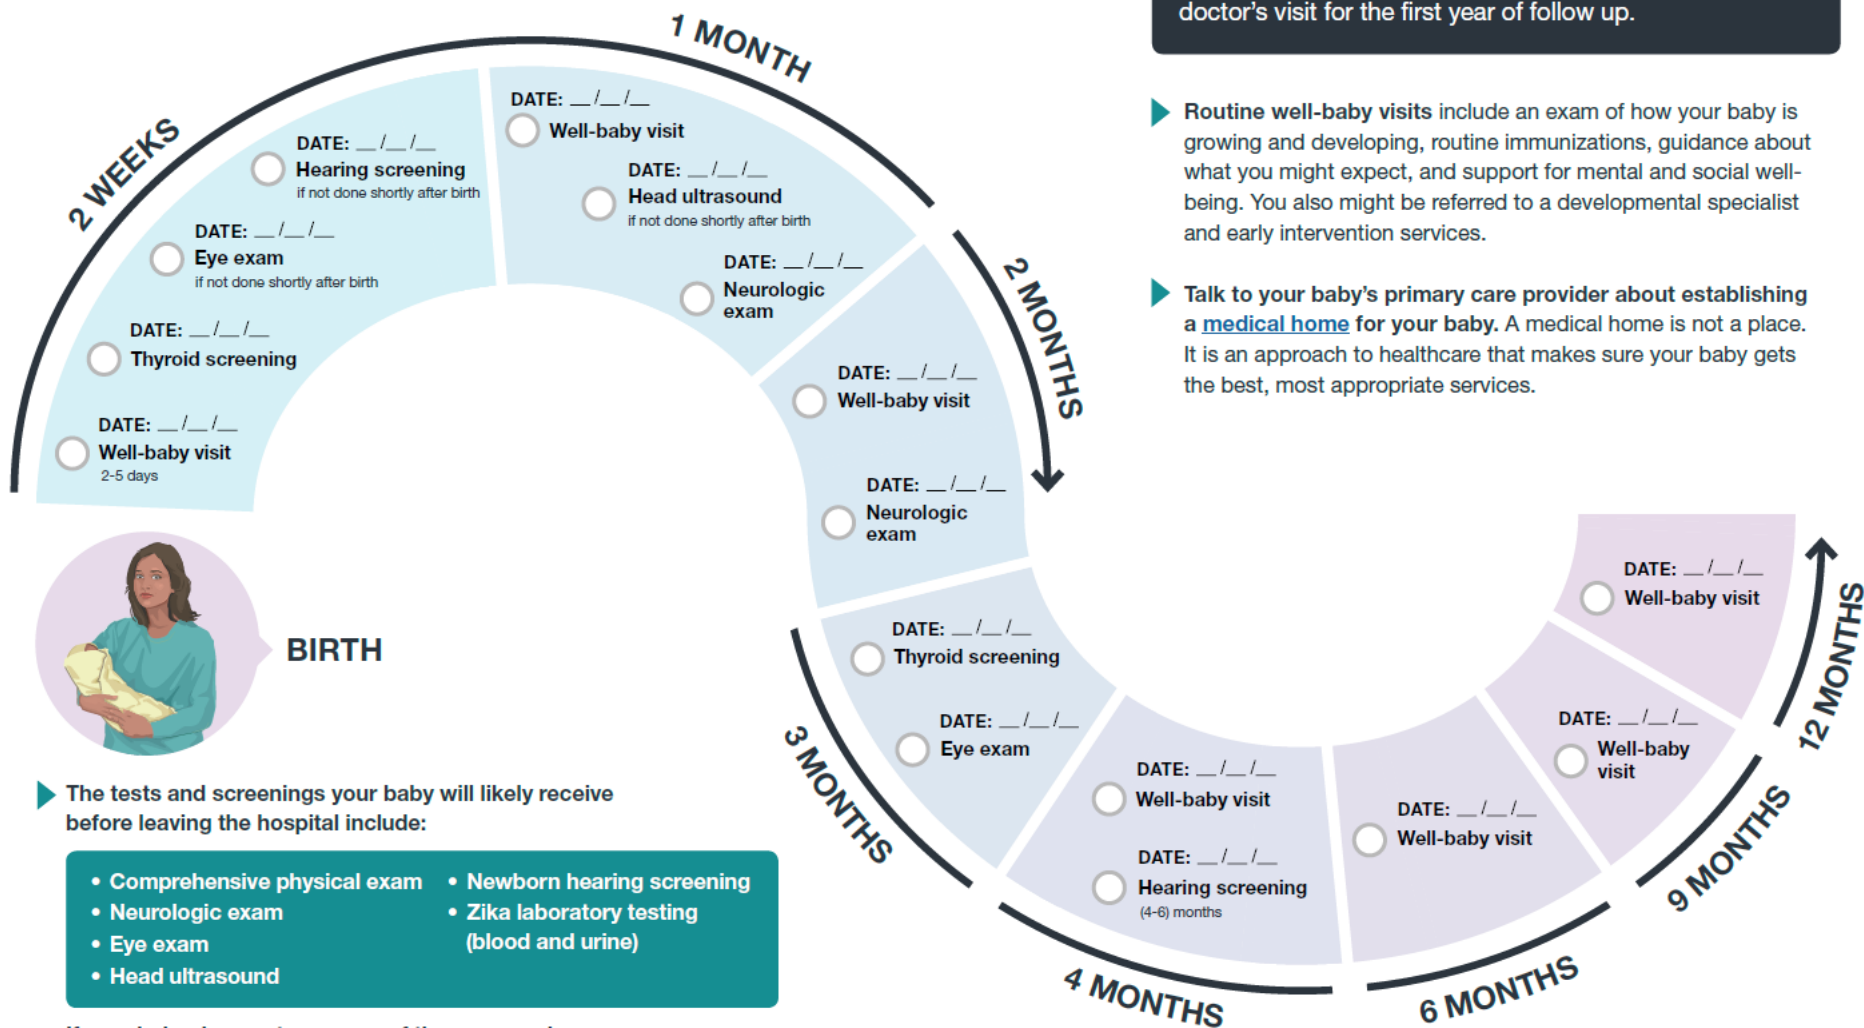 doctor’s visit for the first year of follow up.
1 MONTH
DATE: __ /__ /__
Well-baby visit
DATE: __ /__ /__
Head ultrasound
if not done shortly after birth
DATE: __ /__ /__
Neurologic
exam
2 WEEKS
DATE: __ /__ /__
Hearing screening
if not done shortly after birth
DATE: __ /__ /__
Eye exam
if not done shortly after birth
DATE: __ /__ /__
Thyroid screening
DATE: __ /__ /__
Well-baby visit
2-5 days
2 MONTHS
DATE: __ /__ /__
Well-baby visit
DATE: __ /__ /__
Neurologic
exam
Routine well-baby visits include an exam of how your baby is
growing and developing, routine immunizations, guidance about
what you might expect, and support for mental and social well-
being. You also might be referred to a developmental specialist
and early intervention services.
Talk to your baby’s primary care provider about establishing
a medical home for your baby. A medical home is not a place.
It is an approach to healthcare that makes sure your baby gets
the best, most appropriate services.
BIRTH
3 MONTHS
DATE: __ /__ /__
Thyroid screening
DATE: __ /__ /__
Eye exam
4 MONTHS
DATE: __ /__ /__
Well-baby visit
DATE: __ /__ /__
Hearing screening
(4-6) months
6 MONTHS
DATE: __ /__ /__
Well-baby visit
9 MONTHS
DATE: __ /__ /__
Well-baby
visit
12 MONTHS
DATE: __ /__ /__
Well-baby visit
The tests and screenings your baby will likely receive
before leaving the hospital include:
• Comprehensive physical exam
• Neurologic exam
• Eye exam
• Head ultrasound
• Newborn hearing screening
• Zika laboratory testing
(blood and urine)